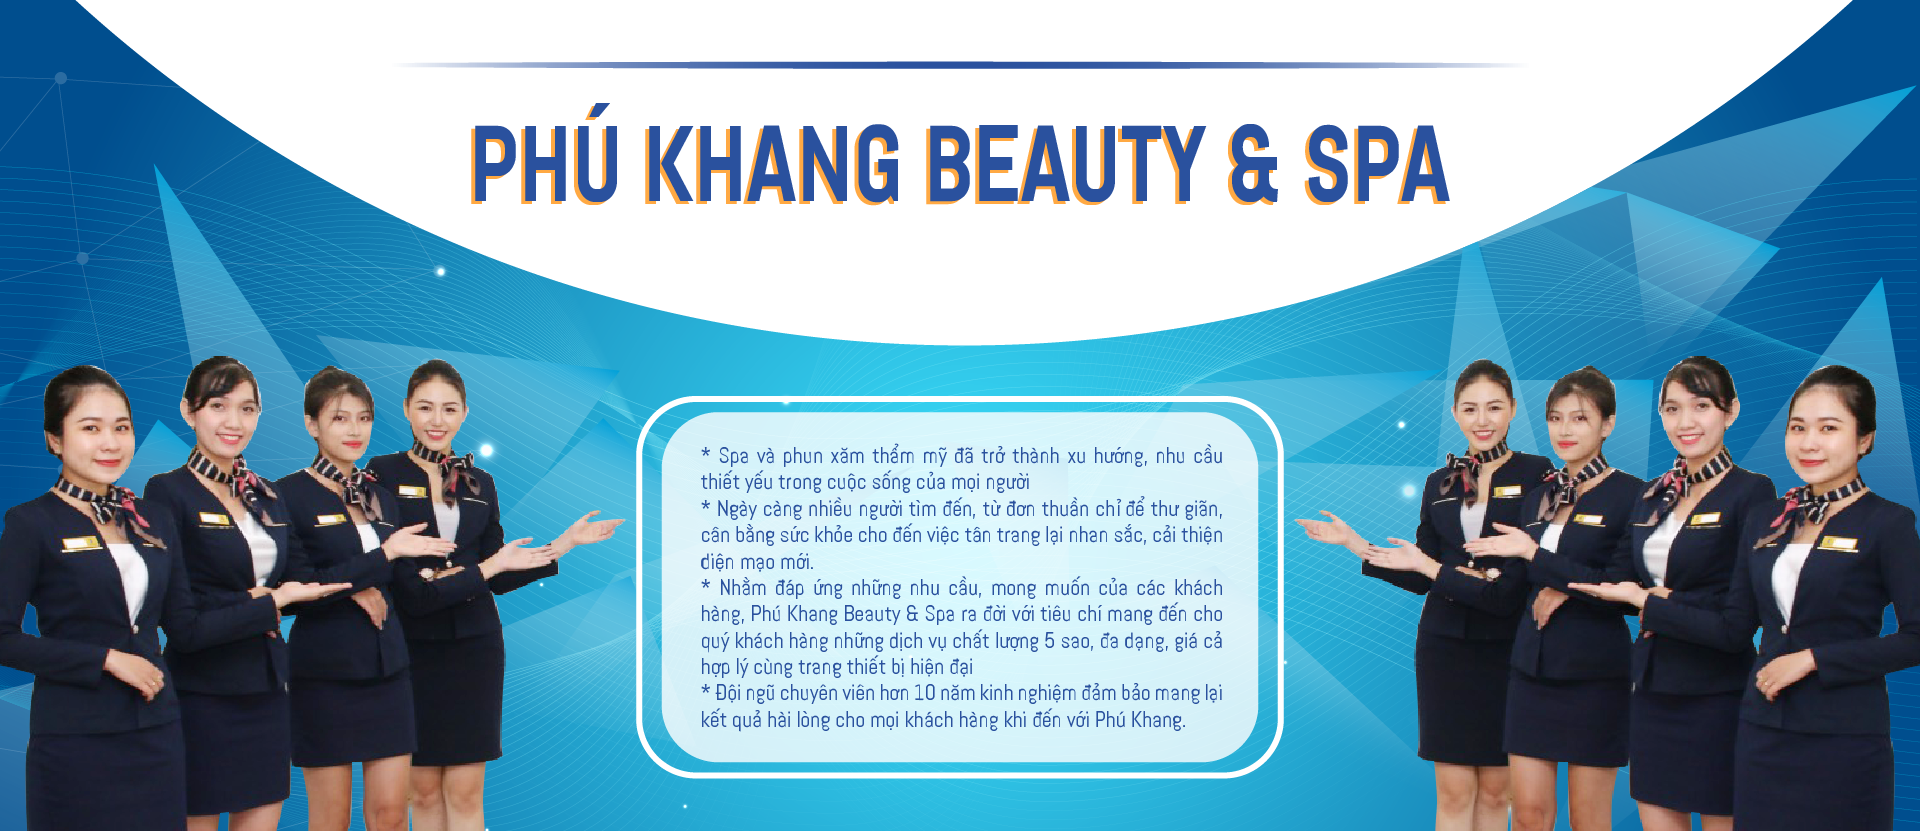 PHÚ KHANG BEAUTY & SPA
* Spa và phun xăm thẩm mỹ đã trở thành xu hướng, nhu cầu
thiết yếu trong cuộc sống của mọi người
* Ngày càng nhiều người tìm đến, từ đơn thuần chỉ để thư giãn,
cân bằng sức khỏe cho đến việc tân trang lại nhan sắc, cải thiện
diện mạo mới.
* Nhằm đáp ứng những nhu cầu, mong muốn của các khách
hàng, Phú Khang Beauty & Spa ra đời với tiêu chí mang đến cho
quý khách hàng những dịch vụ chất lượng 5 sao, đa dạng, giá cả
hợp lý cùng trang thiết bị hiện đại
* Đội ngũ chuyên viên hơn 10 năm kinh nghiệm đảm bảo mang lại
kết quả hài lòng cho mọi khách hàng khi đến với Phú Khang.